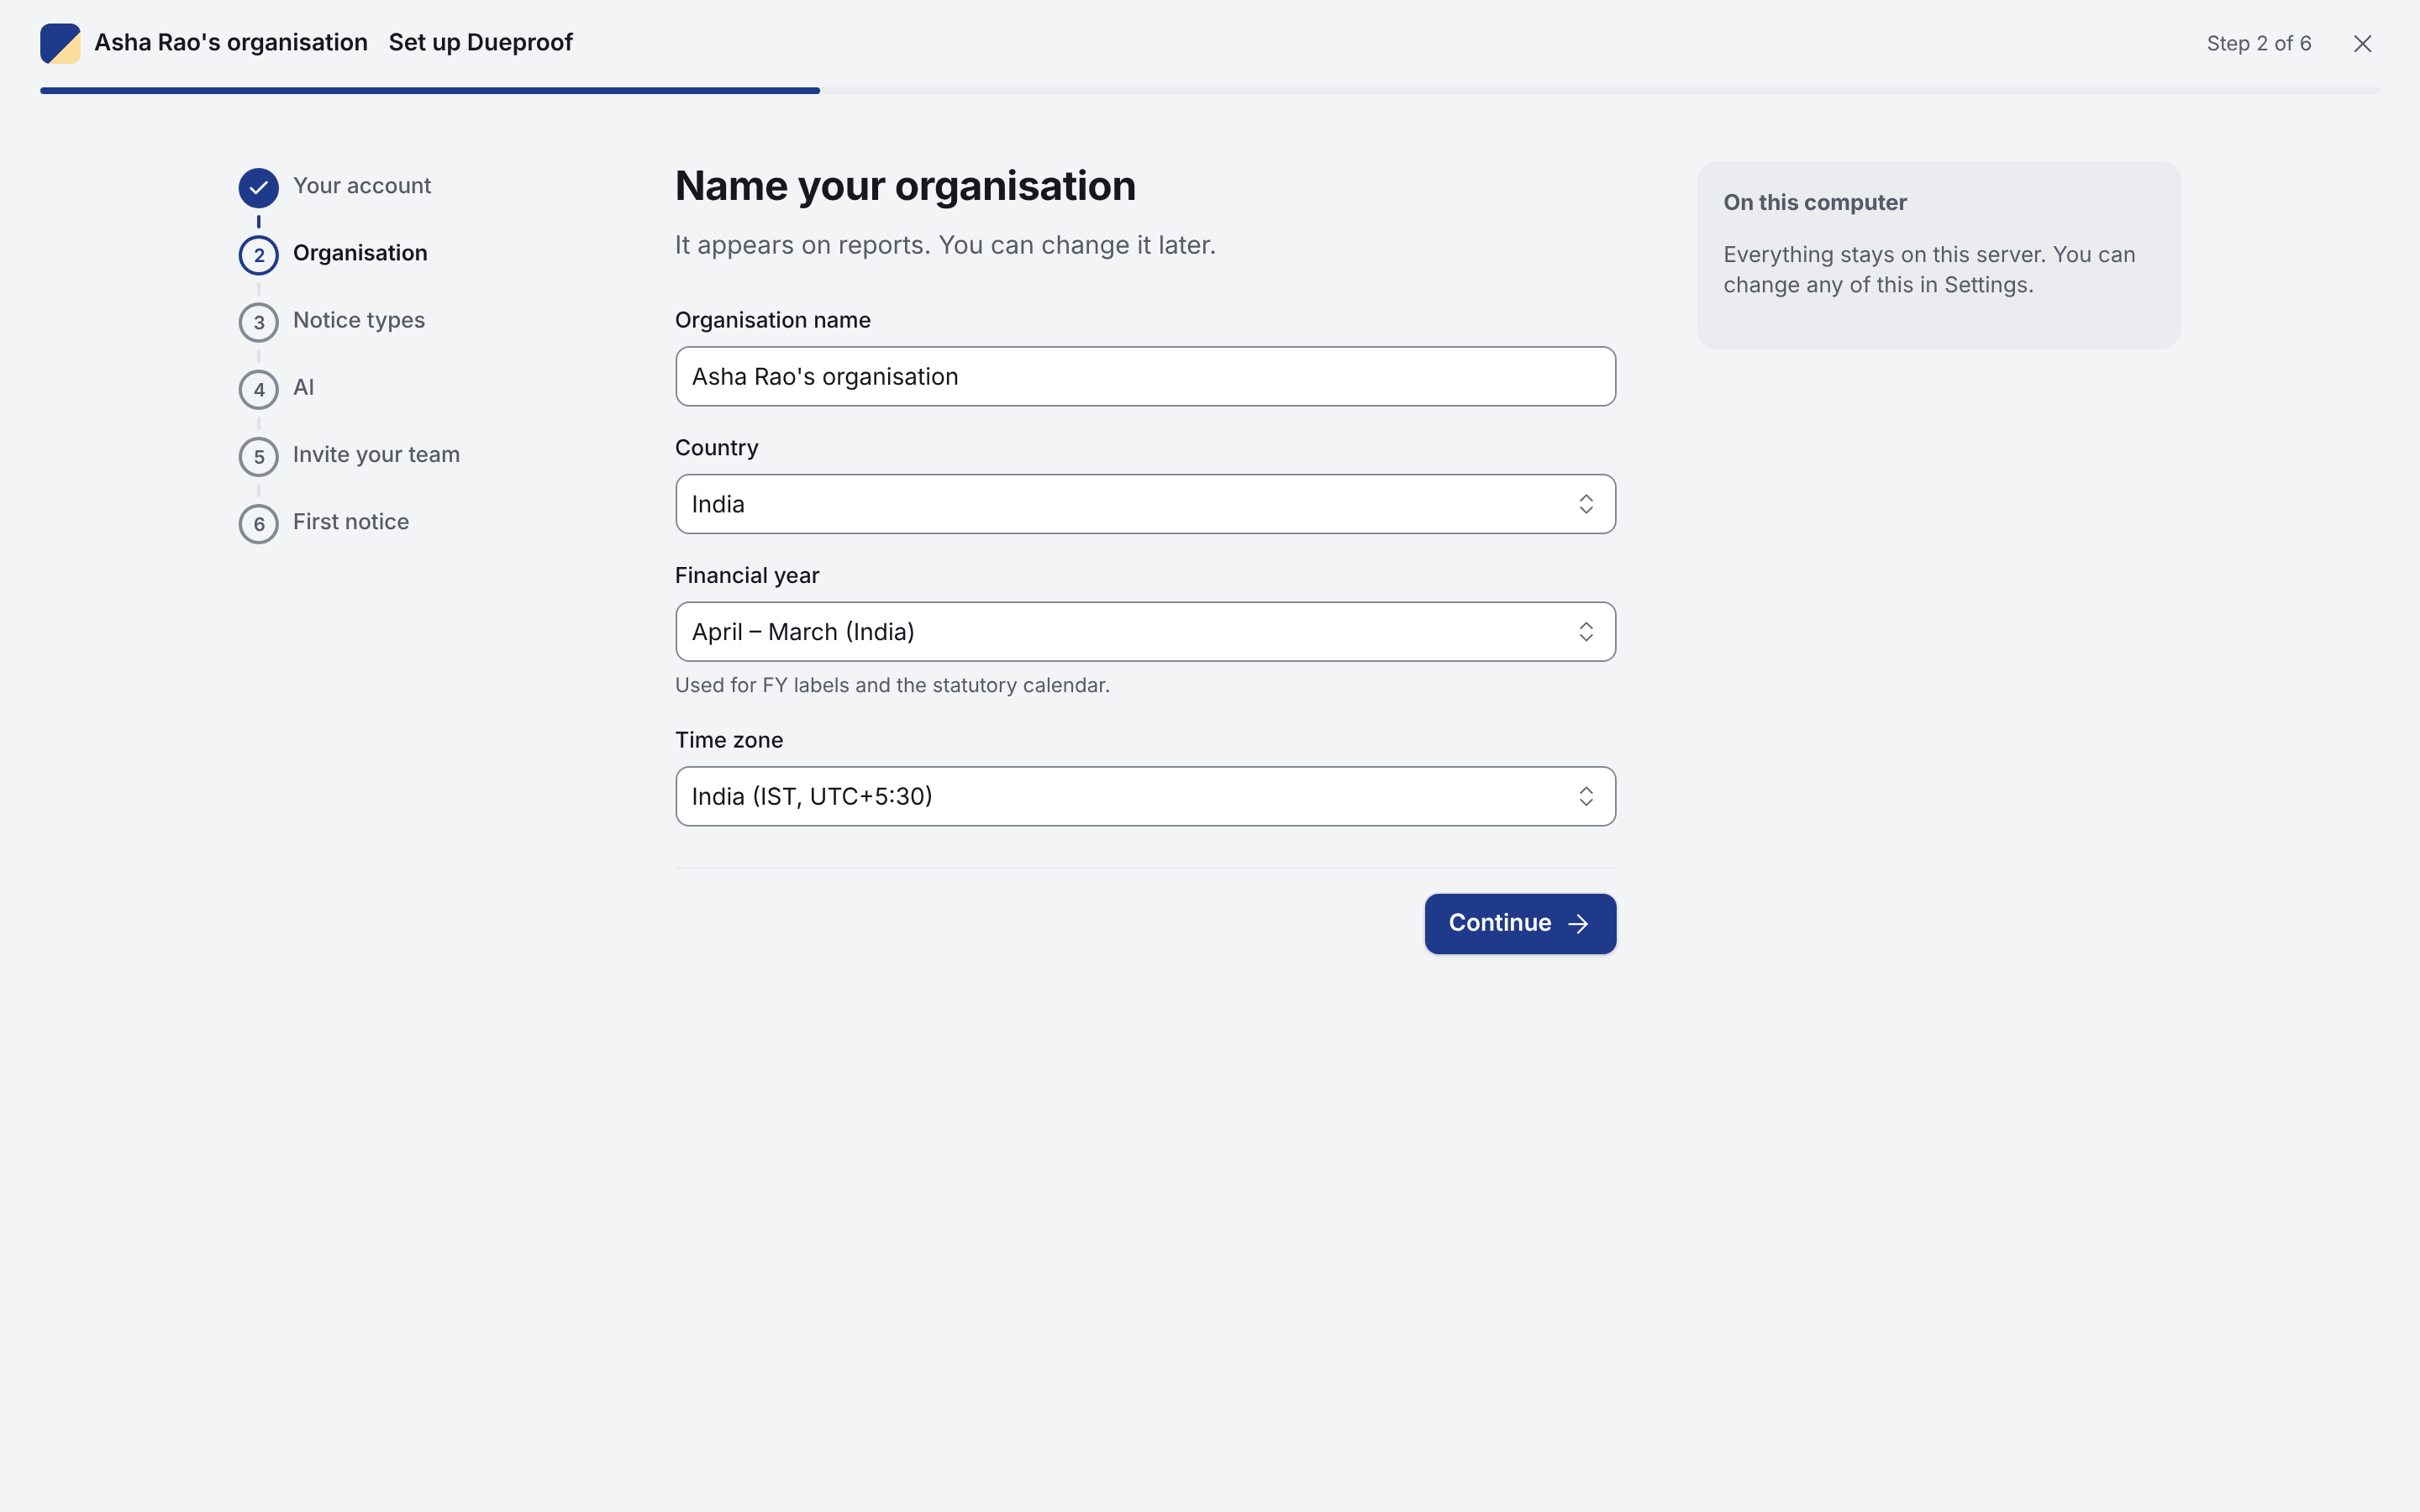 Asha Rao's organisation Set up Dueproof
Step 2 of 6
Your account
2 Organisation
3 Notice types
4 AI
5 Invite your team
6 First notice
Name your organisation
It appears on reports. You can change it later.
Organisation name
Asha Rao's organisation
Country
India
Financial year
April – March (India)
Used for FY labels and the statutory calendar.
Time zone
India (IST, UTC+5:30)
Continue
On this computer
Everything stays on this server. You can
change any of this in Settings.